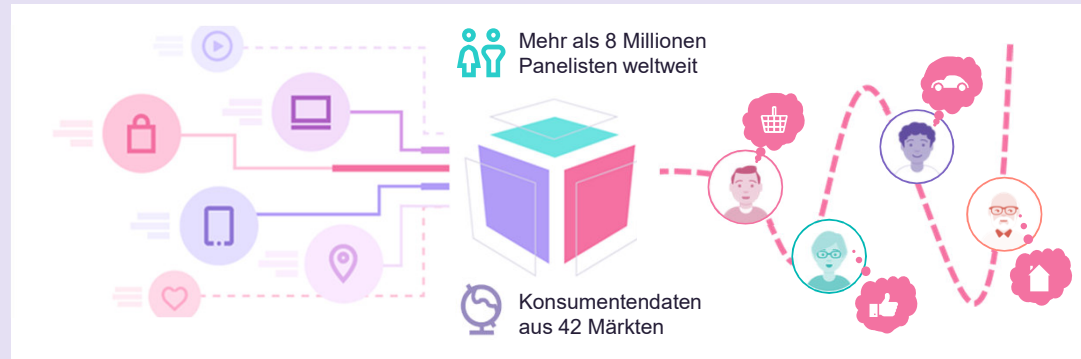 Mehr als 8 Millionen
Panelisten weltweit
Konsumentendaten
aus 42 Märkten